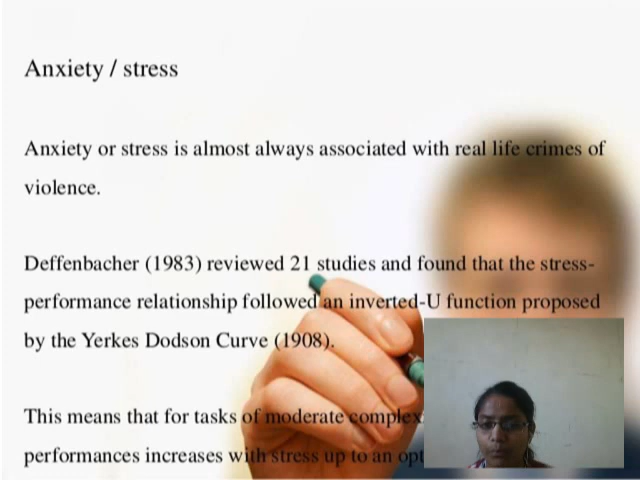 Anxiety / stress
Anxiety or stress is almost always associated with real life crimes of
violence.
Deffenbacher (1983) reviewed 21 studies and found that the stress-
performance relationship followed an inverted-U function proposed
by the Yerkes Dodson Curve (1908).
This means that for tasks of moderate
performances increases with stress up to an